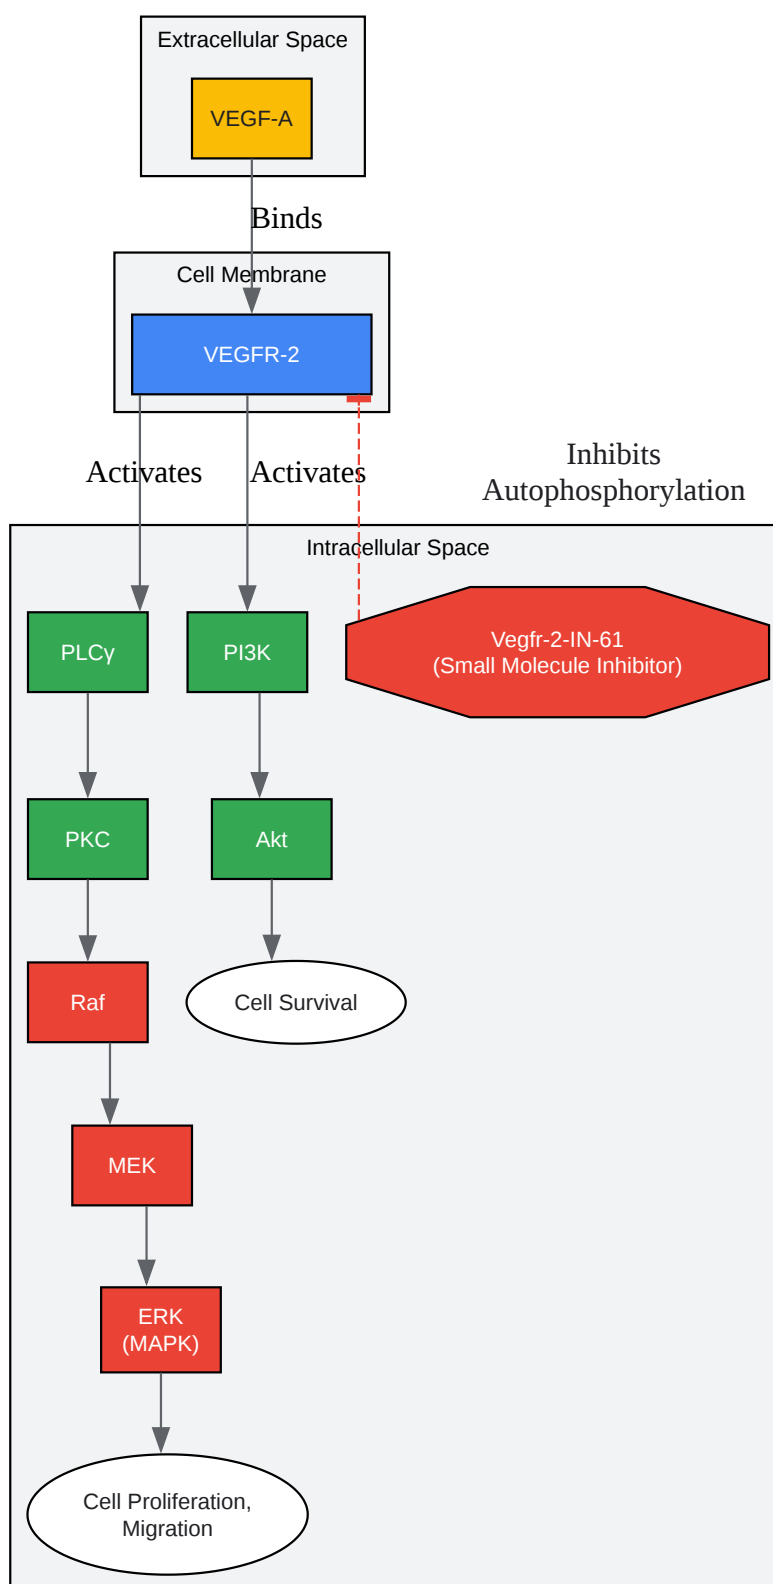 Extracellular Space
VEGF-A
Binds
Cell Membrane
VEGFR-2
Activates
Activates
Inhibits
Autophosphorylation
Intracellular Space
PLCγ
PI3K
Vegfr-2-IN-61
(Small Molecule Inhibitor)
PKC
Akt
Raf
Cell Survival
MEK
ERK
(MAPK)
Cell Proliferation,
Migration